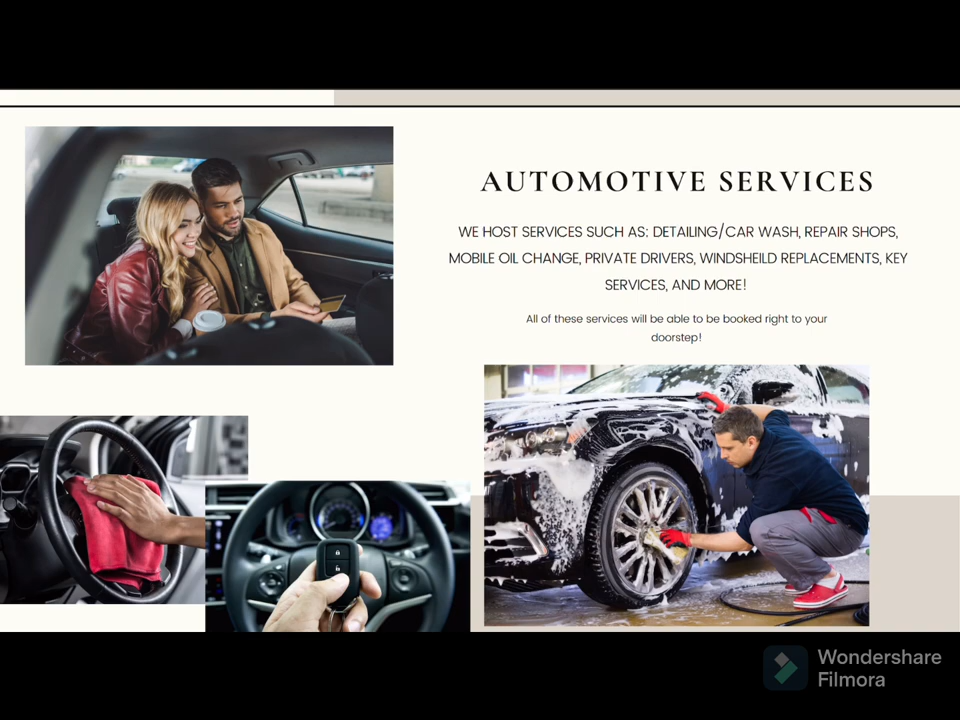 AUTOMOTIVE SERVICES
WE HOST SERVICES SUCH AS: DETAILING/CAR WASH, REPAIR SHOPS,
MOBILE OIL CHANGE, PRIVATE DRIVERS, WINDSHEILD REPLACEMENTS, KEY
SERVICES, AND MORE!
All of these services will be able to be booked right to your
doorstep!
Wondershare
Filmora